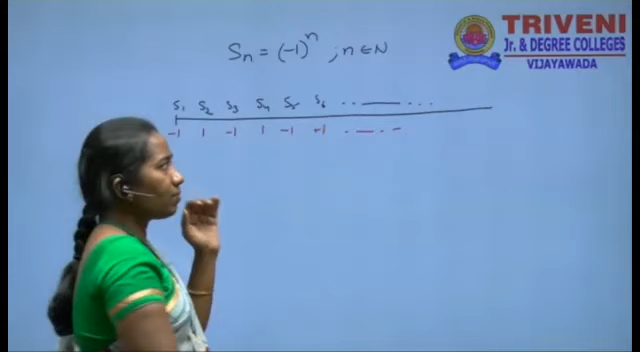 Sn = (-1)^n ; n ∈ N
TRIVENI
Jr. & DEGREE COLLEGES
VIJAYAWADA
S1 S2 S3 S4 S5 S6 . . — . . .
-1 1 -1 1 -1 +1 . — . -